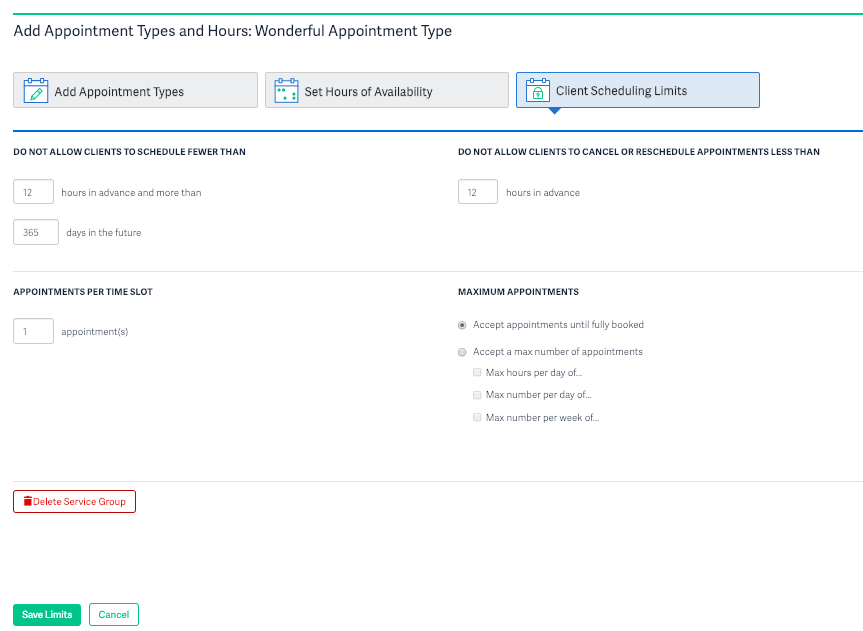 Add Appointment Types and Hours: Wonderful Appointment Type
Add Appointment Types
Set Hours of Availability
Client Scheduling Limits
DO NOT ALLOW CLIENTS TO SCHEDULE FEWER THAN
12 hours in advance and more than
365 days in the future
DO NOT ALLOW CLIENTS TO CANCEL OR RESCHEDULE APPOINTMENTS LESS THAN
12 hours in advance
APPOINTMENTS PER TIME SLOT
1 appointment(s)
MAXIMUM APPOINTMENTS
Accept appointments until fully booked
Accept a max number of appointments
Max hours per day of...
Max number per day of...
Max number per week of...
Delete Service Group
Save Limits
Cancel